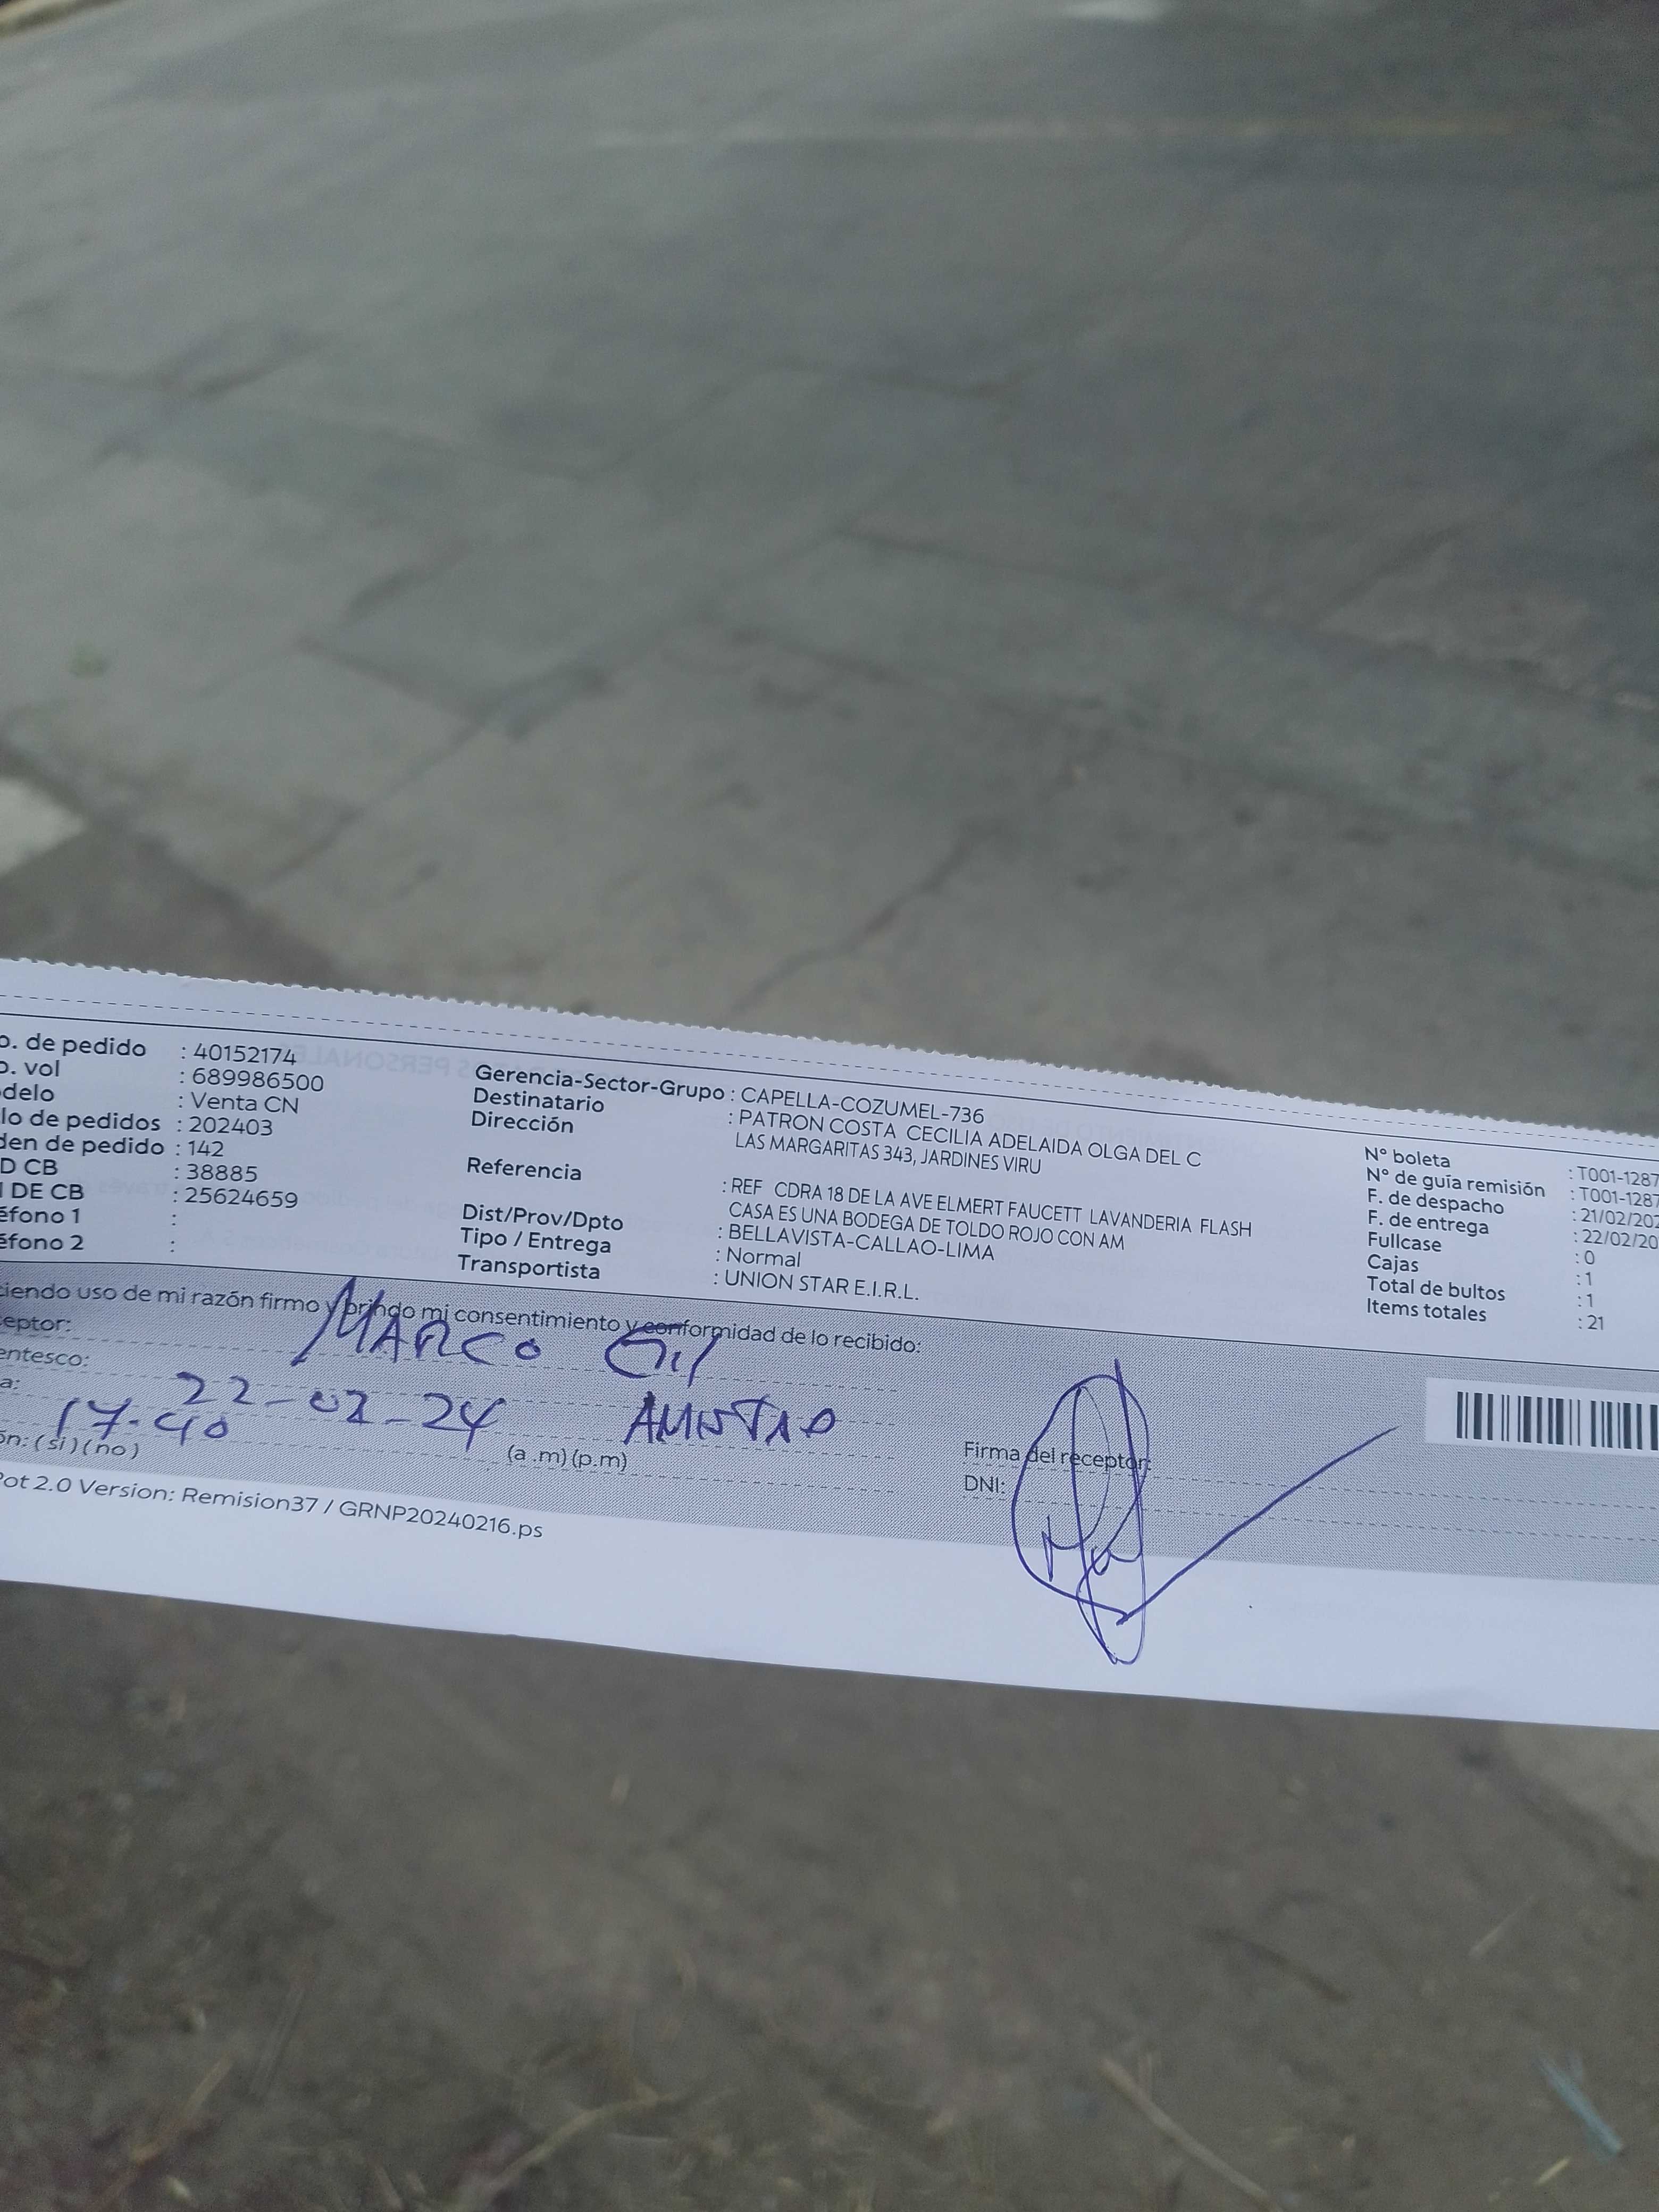 o. de pedido : 40152174
o. vol : 689986500
delo : Venta CN
lo de pedidos : 202403
den de pedido : 142
D CB : 38885
I DE CB : 25624659
éfono 1 :
éfono 2 :
Gerencia-Sector-Grupo : CAPELLA-COZUMEL-736
Destinatario : PATRON COSTA CECILIA ADELAIDA OLGA DEL C
Dirección LAS MARGARITAS 343, JARDINES VIRU
Referencia : REF CDRA 18 DE LA AVE ELMERT FAUCETT LAVANDERIA FLASH
CASA ES UNA BODEGA DE TOLDO ROJO CON AM
Dist/Prov/Dpto : BELLAVISTA-CALLAO-LIMA
Tipo / Entrega : Normal
Transportista : UNION STAR E.I.R.L.
N° boleta : T001-1287
N° de guía remisión : T001-1287
F. de despacho : 21/02/202
F. de entrega : 22/02/20
Fullcase : 0
Cajas : 1
Total de bultos : 1
Items totales : 21
ciendo uso de mi razón firmo y brindo mi consentimiento y conformidad de lo recibido:
eptor: MARCO Gil
entesco:
a: 22-02-24 AMISTAD
17-40
ón: (si) (no) (a .m) (p.m)
Firma del receptor:
DNI:
Pot 2.0 Version: Remision37 / GRNP20240216.ps